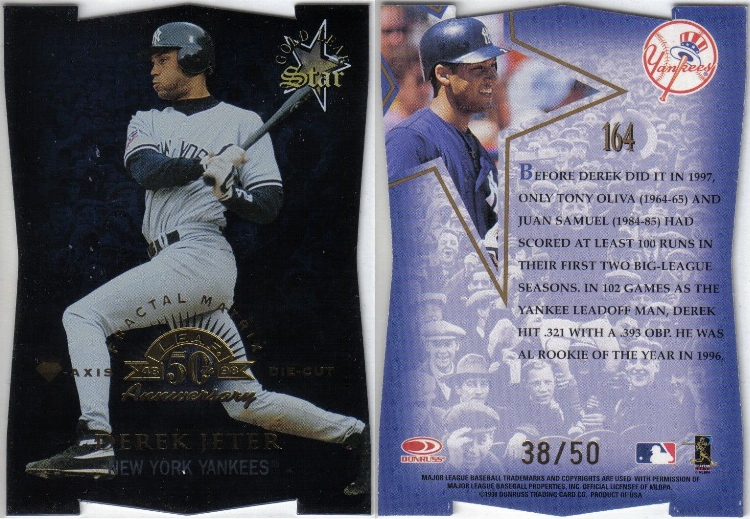 GOLD LEAF
Star
NEW YORK
FRACTAL MATRIX
LEAF
48 50 98
X-AXIS DIE-CUT
Anniversary
DEREK JETER
NEW YORK YANKEES
Yankees
164
BEFORE DEREK DID IT IN 1997,
ONLY TONY OLIVA (1964-65) AND
JUAN SAMUEL (1984-85) HAD
SCORED AT LEAST 100 RUNS IN
THEIR FIRST TWO BIG-LEAGUE
SEASONS. IN 102 GAMES AS THE
YANKEE LEADOFF MAN, DEREK
HIT .321 WITH A .393 OBP. HE WAS
AL ROOKIE OF THE YEAR IN 1996.
DONRUSS
38/50
MAJOR LEAGUE BASEBALL TRADEMARKS AND COPYRIGHTS ARE USED WITH PERMISSION OF
MAJOR LEAGUE BASEBALL PROPERTIES, INC. OFFICIAL LICENSEE OF MLBPA.
©1998 DONRUSS TRADING CARD CO. PRODUCT OF USA